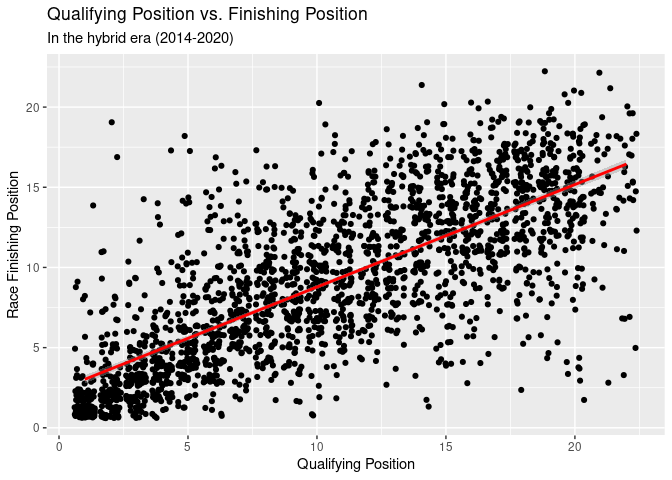 Qualifying Position vs. Finishing Position
In the hybrid era (2014-2020)
20
15
10
5
0
Race Finishing Position
0 5 10 15 20
Qualifying Position